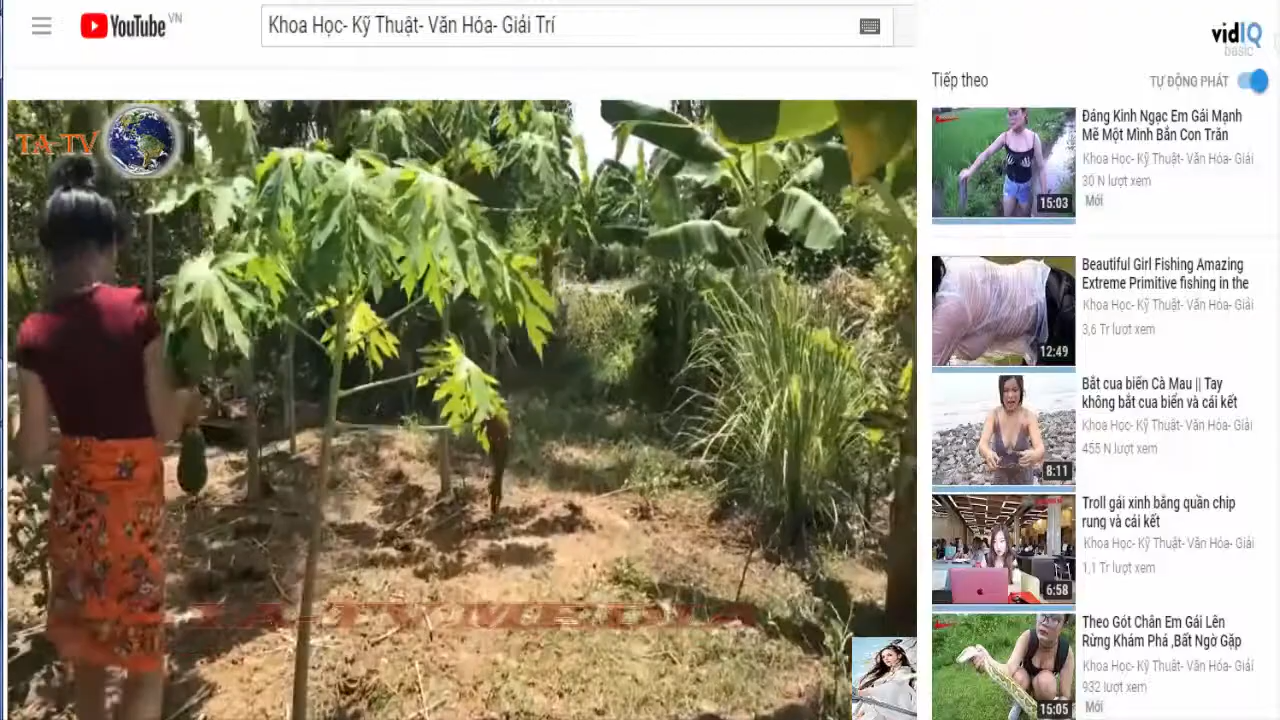 YouTube VN
Khoa Học- Kỹ Thuật- Văn Hóa- Giải Trí
vidIQ
basic
TA-TV
TA-TV MEDIA
Tiếp theo
TỰ ĐỘNG PHÁT
15:03
Đáng Kinh Ngạc Em Gái Mạnh
Mẽ Một Mình Bắn Con Trăn
Khoa Học- Kỹ Thuật- Văn Hóa- Giải
30 N lượt xem
Mới
12:49
Beautiful Girl Fishing Amazing
Extreme Primitive fishing in the
Khoa Học- Kỹ Thuật- Văn Hóa- Giải
3,6 Tr lượt xem
8:11
Bắt cua biển Cà Mau || Tay
không bắt cua biển và cái kết
Khoa Học- Kỹ Thuật- Văn Hóa- Giải
455 N lượt xem
6:58
Troll gái xinh bằng quần chip
rung và cái kết
Khoa Học- Kỹ Thuật- Văn Hóa- Giải
1,1 Tr lượt xem
15:05
Theo Gót Chân Em Gái Lên
Rừng Khám Phá ,Bất Ngờ Gặp
Khoa Học- Kỹ Thuật- Văn Hóa- Giải
932 lượt xem
Mới